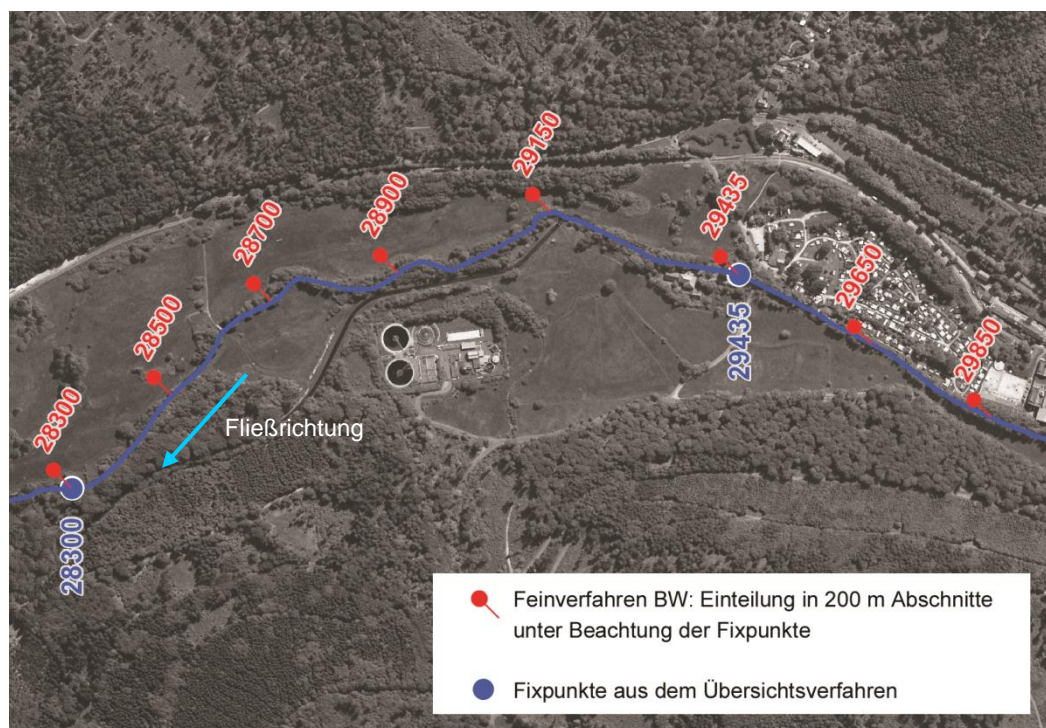 29150
28900
28700
29435
29650
28500
29435
29850
28300
Fließrichtung
28300
Feinverfahren BW: Einteilung in 200 m Abschnitte
unter Beachtung der Fixpunkte
Fixpunkte aus dem Übersichtsverfahren